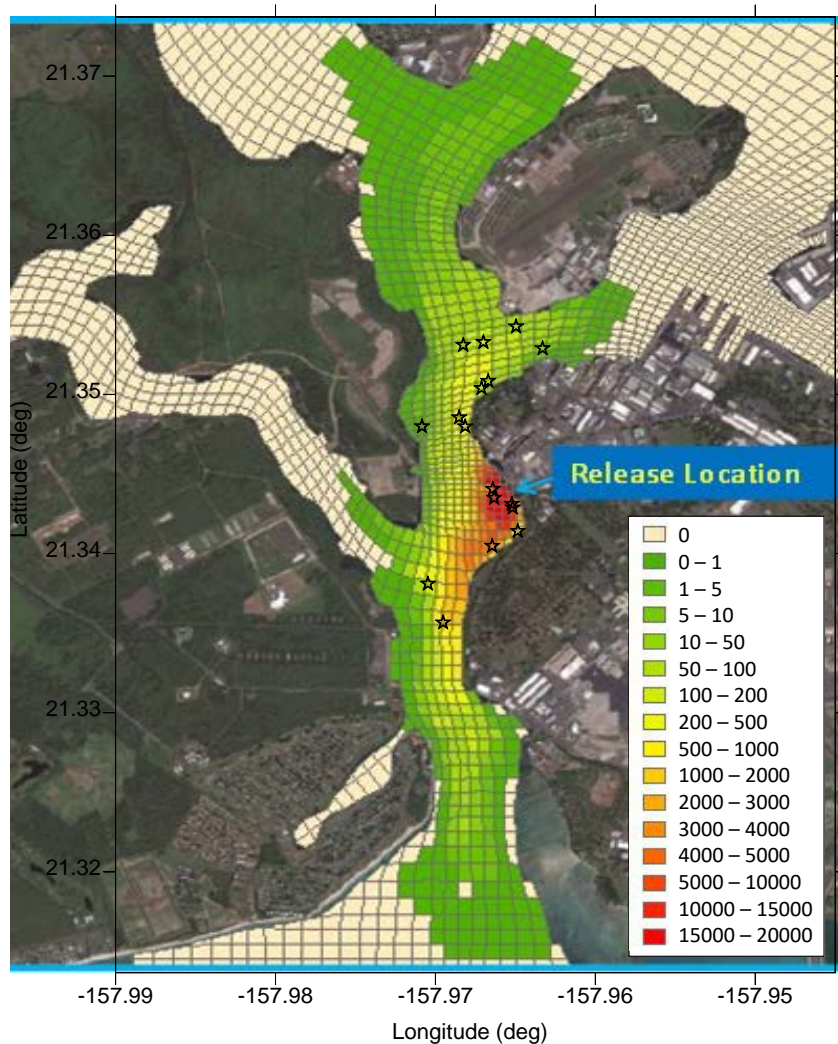 21.37
21.36
21.35
21.34
21.33
21.32
Latitude (deg)
Release Location
0
0 – 1
1 – 5
5 – 10
10 – 50
50 – 100
100 – 200
200 – 500
500 – 1000
1000 – 2000
2000 – 3000
3000 – 4000
4000 – 5000
5000 – 10000
10000 – 15000
15000 – 20000
-157.99
-157.98
-157.97
-157.96
-157.95
Longitude (deg)